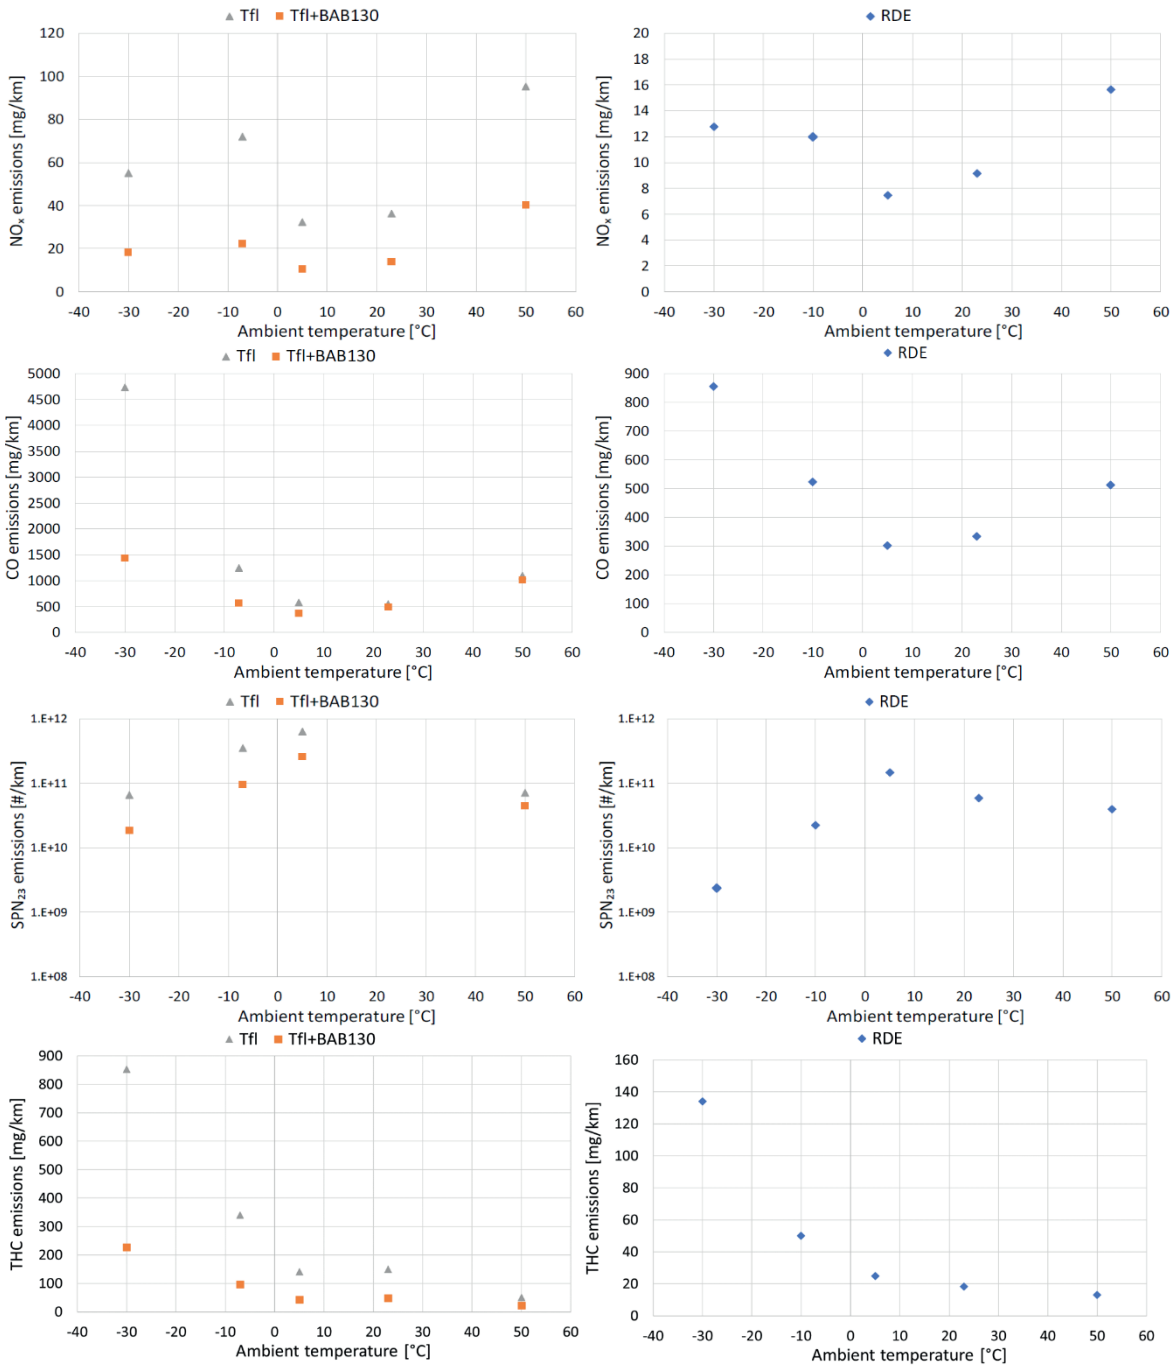 Tfl Tfl+BAB130
NOx emissions [mg/km]
120
100
80
60
40
20
0
-40 -30 -20 -10 0 10 20 30 40 50 60
Ambient temperature [°C]
RDE
NOx emissions [mg/km]
20
18
16
14
12
10
8
6
4
2
0
-40 -30 -20 -10 0 10 20 30 40 50 60
Ambient temperature [°C]
Tfl Tfl+BAB130
CO emissions [mg/km]
5000
4500
4000
3500
3000
2500
2000
1500
1000
500
0
-40 -30 -20 -10 0 10 20 30 40 50 60
Ambient temperature [°C]
RDE
CO emissions [mg/km]
900
800
700
600
500
400
300
200
100
0
-40 -30 -20 -10 0 10 20 30 40 50 60
Ambient temperature [°C]
Tfl Tfl+BAB130
SPN₂₃ emissions [#/km]
1.E+12
1.E+11
1.E+10
1.E+09
1.E+08
-40 -30 -20 -10 0 10 20 30 40 50 60
Ambient temperature [°C]
RDE
SPN₂₃ emissions [#/km]
1.E+12
1.E+11
1.E+10
1.E+09
1.E+08
-40 -30 -20 -10 0 10 20 30 40 50 60
Ambient temperature [°C]
Tfl Tfl+BAB130
THC emissions [mg/km]
900
800
700
600
500
400
300
200
100
0
-40 -30 -20 -10 0 10 20 30 40 50 60
Ambient temperature [°C]
RDE
THC emissions [mg/km]
160
140
120
100
80
60
40
20
0
-40 -30 -20 -10 0 10 20 30 40 50 60
Ambient temperature [°C]